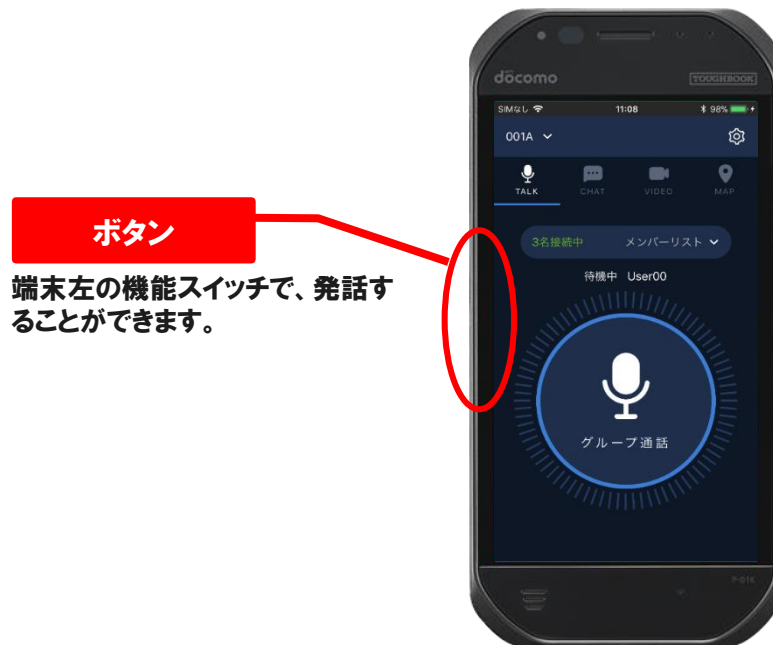 döcomo
TOUGHBOOK
SIMなし 11:08 98%
001A
TALK CHAT VIDEO MAP
ボタン
3名接続中 メンバーリスト
端末左の機能スイッチで、発話す
ることができます。
待機中 User00
グループ通話
P-01K